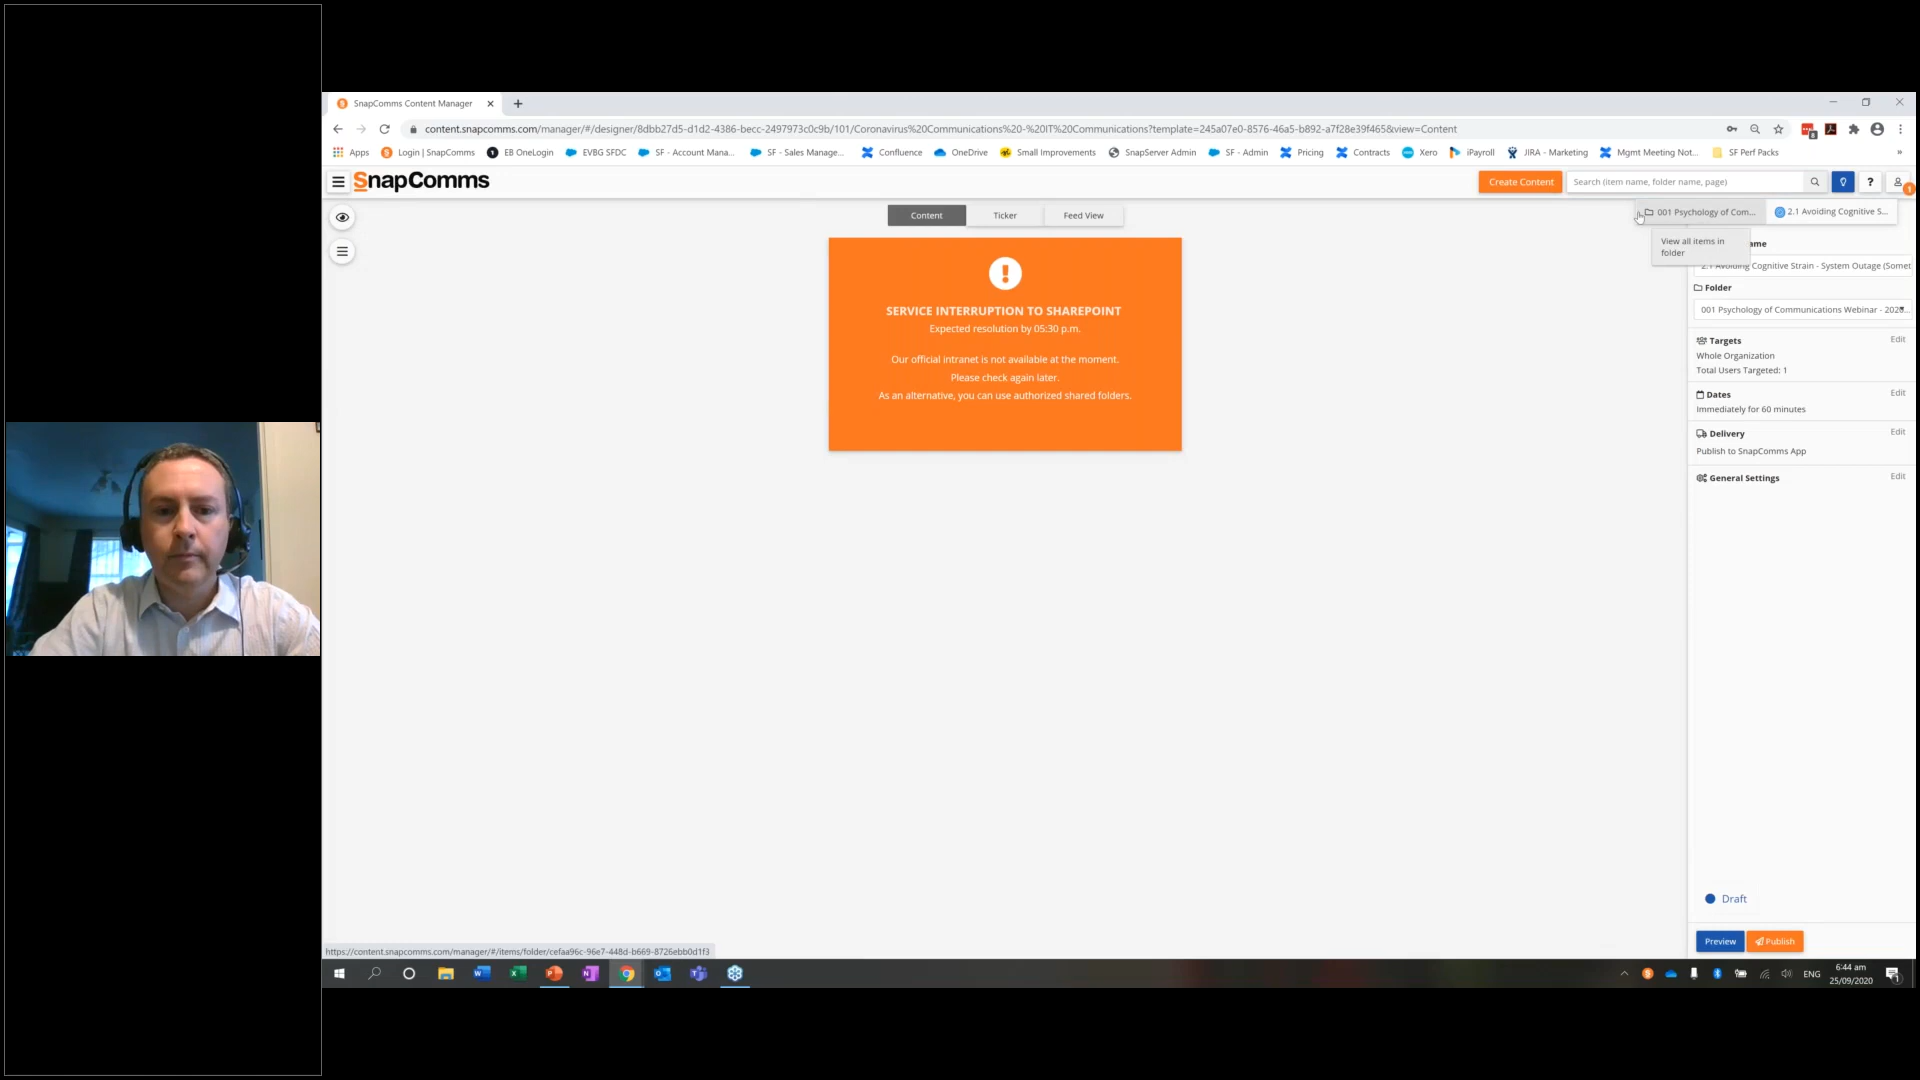 SnapComms Content Manager
content.snapcomms.com/manager/#/designer/8dbb27d5-d1d2-4386-becc-2497973c0c9b/101/Coronavirus%20Communications%20-%20IT%20Communications?template=245a07e0-8576-46a5-b892-a7f28e39f465&view=Content
Apps Login | SnapComms EB OneLogin EVBG SFDC SF - Account Mana... SF - Sales Manage... Confluence OneDrive Small Improvements SnapServer Admin SF - Admin Pricing Contracts Xero iPayroll JIRA - Marketing Mgmt Meeting Not... SF Perf Packs »
SnapComms Create Content Search (item name, folder name, page) ? 1
Content Ticker Feed View
001 Psychology of Com... 2.1 Avoiding Cognitive S...
View all items in
folder
ame
2.1 Avoiding Cognitive Strain - System Outage (Somet
Folder
001 Psychology of Communications Webinar - 2020...
Targets Edit
Whole Organization
Total Users Targeted: 1
Dates Edit
Immediately for 60 minutes
Delivery Edit
Publish to SnapComms App
General Settings Edit
!
SERVICE INTERRUPTION TO SHAREPOINT
Expected resolution by 05:30 p.m.
Our official intranet is not available at the moment.
Please check again later.
As an alternative, you can use authorized shared folders.
Draft
Preview Publish
https://content.snapcomms.com/manager/#/items/folder/cefaa96c-96e7-448d-b669-8726ebb0d1f3
ENG
6:44 am
25/09/2020